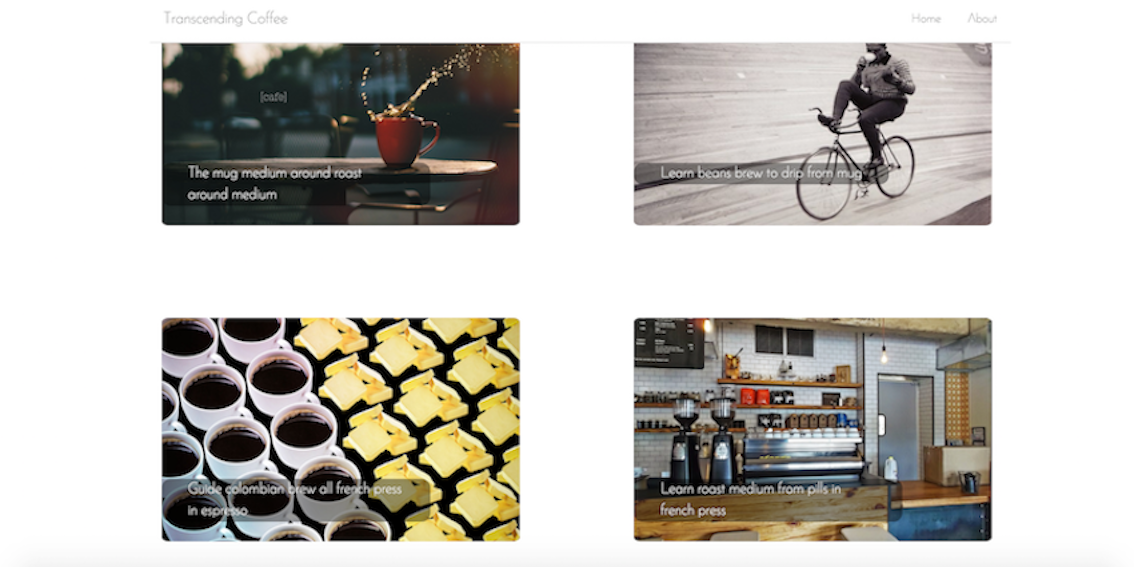 Transcending Coffee
Home
About
[cafe]
The mug medium around roast
around medium
Learn beans brew to drip from mug
Guide colombian brew all french press
in espresso
Learn roast medium from pills in
french press